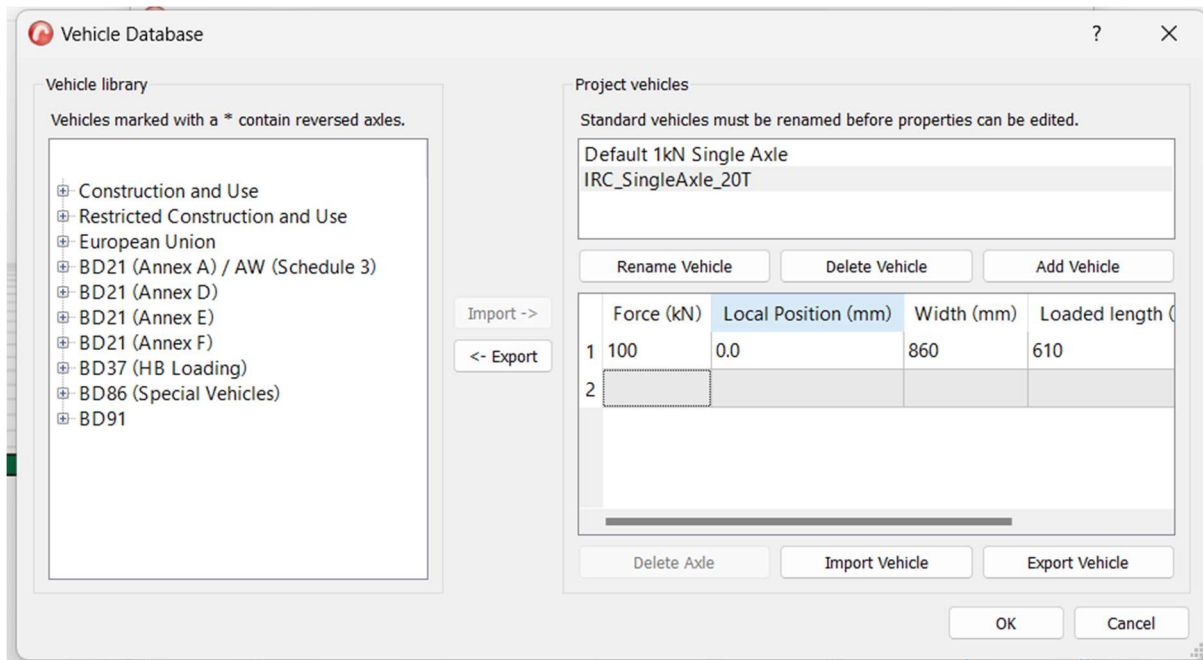 Vehicle Database
?
Vehicle library
Vehicles marked with a * contain reversed axles.
Construction and Use
Restricted Construction and Use
European Union
BD21 (Annex A) / AW (Schedule 3)
BD21 (Annex D)
BD21 (Annex E)
BD21 (Annex F)
BD37 (HB Loading)
BD86 (Special Vehicles)
BD91
Import ->
<- Export
Project vehicles
Standard vehicles must be renamed before properties can be edited.
Default 1kN Single Axle
IRC_SingleAxle_20T
Rename Vehicle Delete Vehicle Add Vehicle
Force (kN) Local Position (mm) Width (mm) Loaded length (
1 100 0.0 860 610
2
Delete Axle Import Vehicle Export Vehicle
OK Cancel